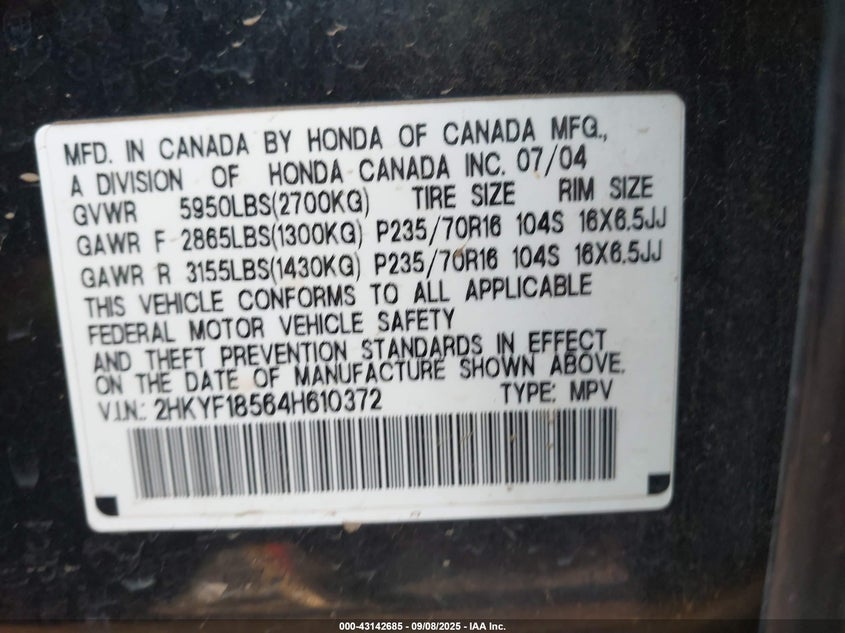 MFD. IN CANADA BY HONDA OF CANADA MFG.,
A DIVISION OF HONDA CANADA INC. 07/04
GVWR 5950LBS(2700KG) TIRE SIZE RIM SIZE
GAWR F 2865LBS(1300KG) P235/70R16 104S 16X6.5JJ
GAWR R 3155LBS(1430KG) P235/70R16 104S 16X6.5JJ
THIS VEHICLE CONFORMS TO ALL APPLICABLE
FEDERAL MOTOR VEHICLE SAFETY
AND THEFT PREVENTION STANDARDS IN EFFECT
ON THE DATE OF MANUFACTURE SHOWN ABOVE.
V.I.N.: 2HKYF18564H610372 TYPE: MPV
000-43142685 - 09/08/2025 - IAA Inc.